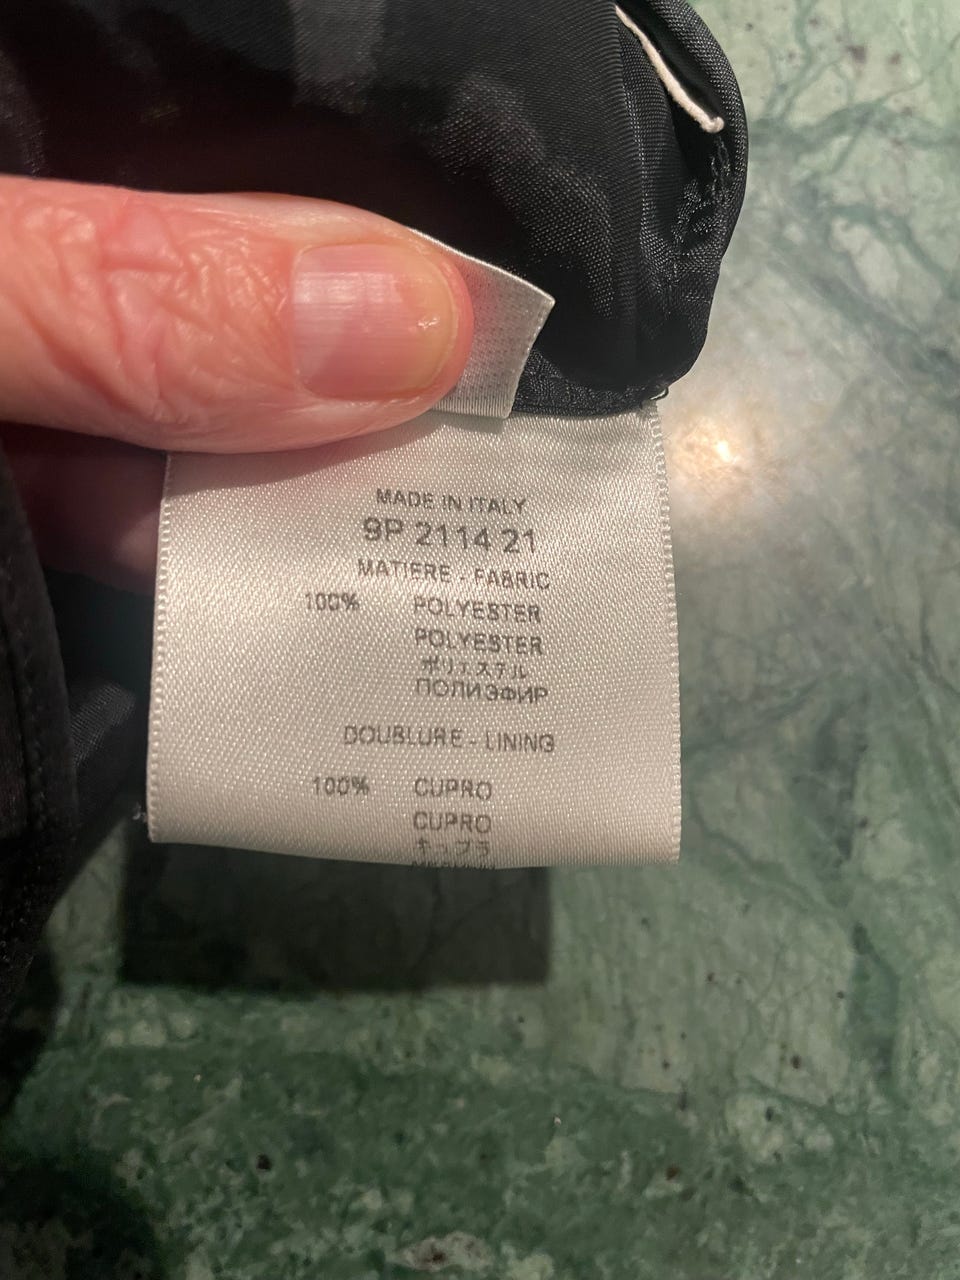 MADE IN ITALY
9P 2114 21
MATIERE - FABRIC
100% POLYESTER
POLYESTER
ポリエステル
ПОЛИЭФИР
DOUBLURE - LINING
100% CUPRO
CUPRO
キュプラ